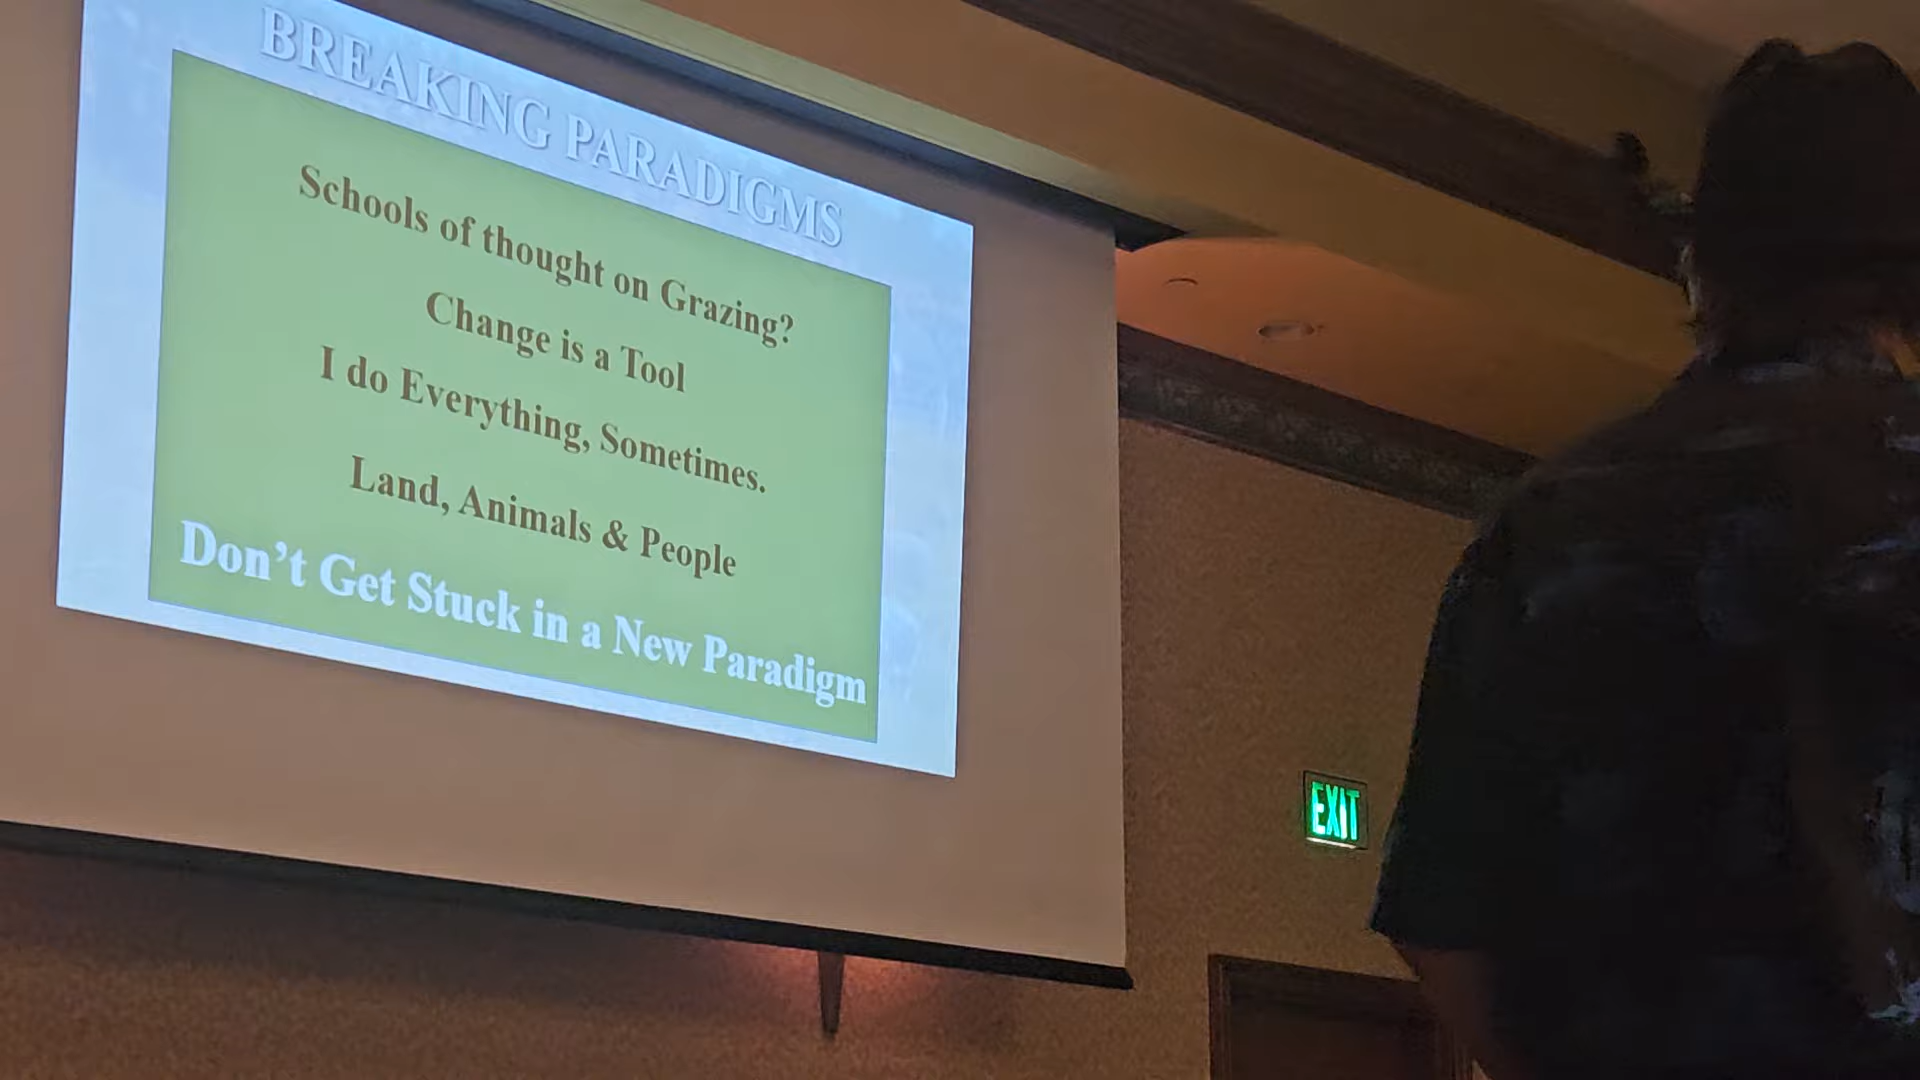 BREAKING PARADIGMS
Schools of thought on Grazing?
Change is a Tool
I do Everything, Sometimes.
Land, Animals & People
Don't Get Stuck in a New Paradigm
EXIT